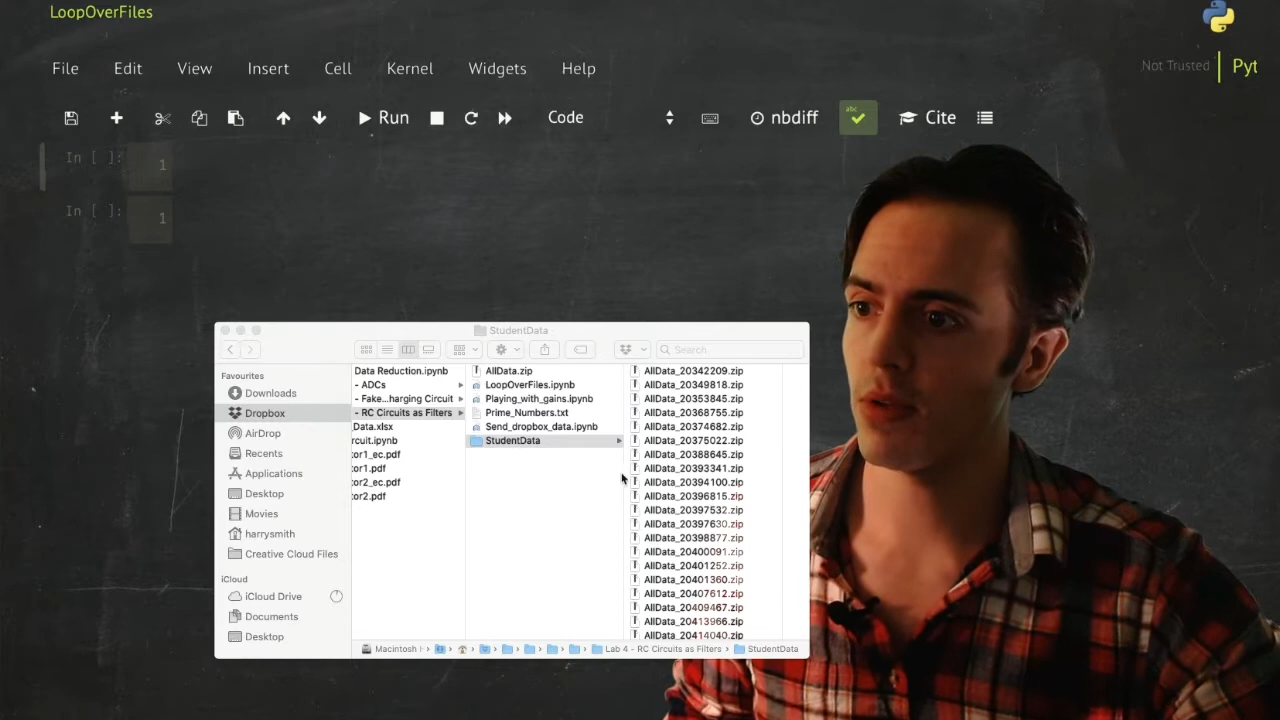 LoopOverFiles
File Edit View Insert Cell Kernel Widgets Help
Not Trusted Pyt
Run Code nbdiff abc Cite
In [ ]: 1
In [ ]: 1
StudentData
Search
Favourites
Downloads
Dropbox
AirDrop
Recents
Applications
Desktop
Movies
harrysmith
Creative Cloud Files
iCloud
iCloud Drive
Documents
Desktop
Data Reduction.ipynb
- ADCs
- Fake...harging Circuit
- RC Circuits as Filters
Data.xlsx
rcuit.ipynb
tor1_ec.pdf
tor1.pdf
tor2_ec.pdf
tor2.pdf
AllData.zip
LoopOverFiles.ipynb
Playing_with_gains.ipynb
Prime_Numbers.txt
Send_dropbox_data.ipynb
StudentData
AllData_20342209.zip
AllData_20349818.zip
AllData_20353845.zip
AllData_20368755.zip
AllData_20374682.zip
AllData_20375022.zip
AllData_20388645.zip
AllData_20393341.zip
AllData_20394100.zip
AllData_20396815.zip
AllData_20397532.zip
AllData_20397630.zip
AllData_20398877.zip
AllData_20400091.zip
AllData_20401252.zip
AllData_20401360.zip
AllData_20407612.zip
AllData_20409467.zip
AllData_20413966.zip
AllData_20414040.zip
Macintosh Lab 4 - RC Circuits as Filters StudentData